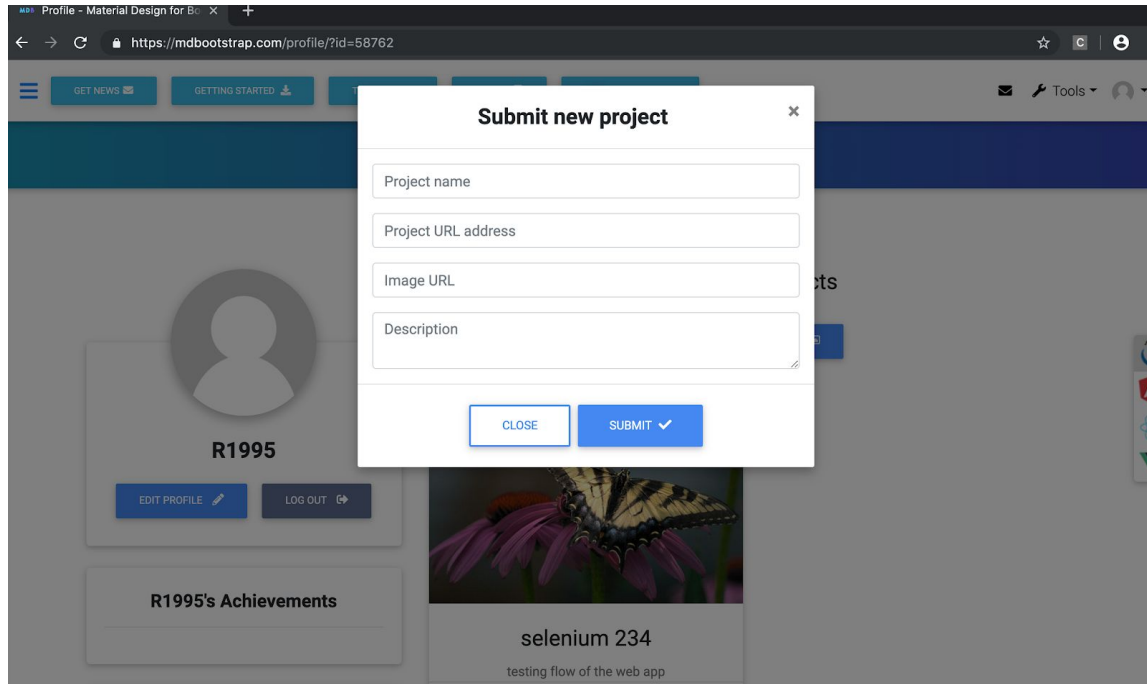 MDB Profile - Material Design for Bo
https://mdbootstrap.com/profile/?id=58762
C
GET NEWS
GETTING STARTED
T
Tools
Submit new project
Project name
Project URL address
Image URL
Description
cts
CLOSE
SUBMIT
R1995
EDIT PROFILE
LOG OUT
R1995's Achievements
selenium 234
testing flow of the web app